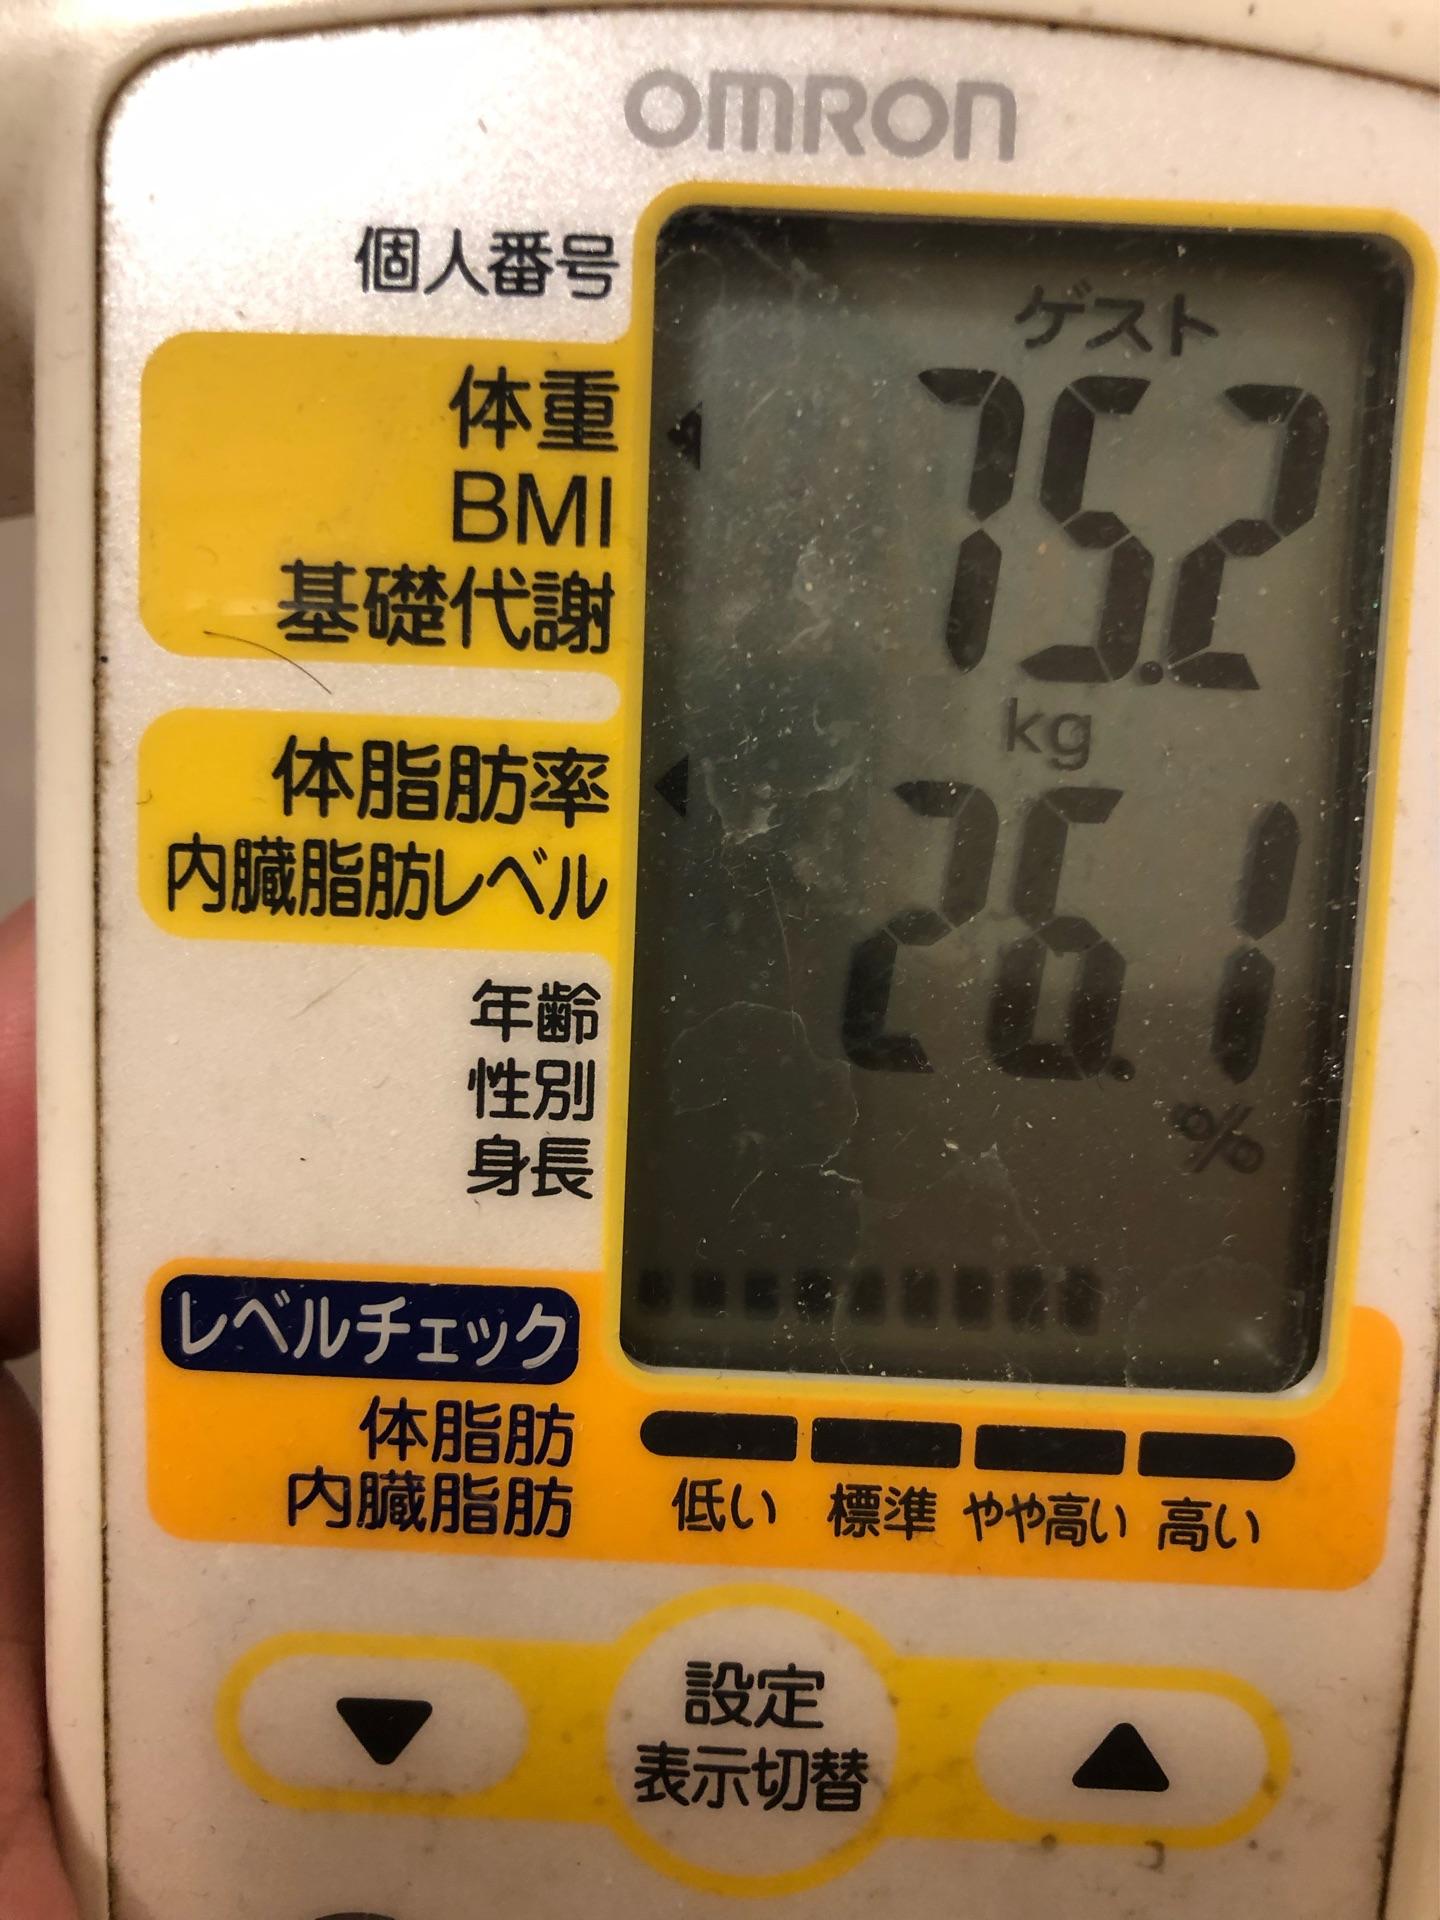 OMRON
個人番号
ゲスト
体重
75.2
BMI
基礎代謝
kg
体脂肪率
26.1
内臓脂肪レベル
年齢
性別
%
身長
レベルチェック
体脂肪
内臓脂肪
低い 標準 やや高い 高い
設定
表示切替